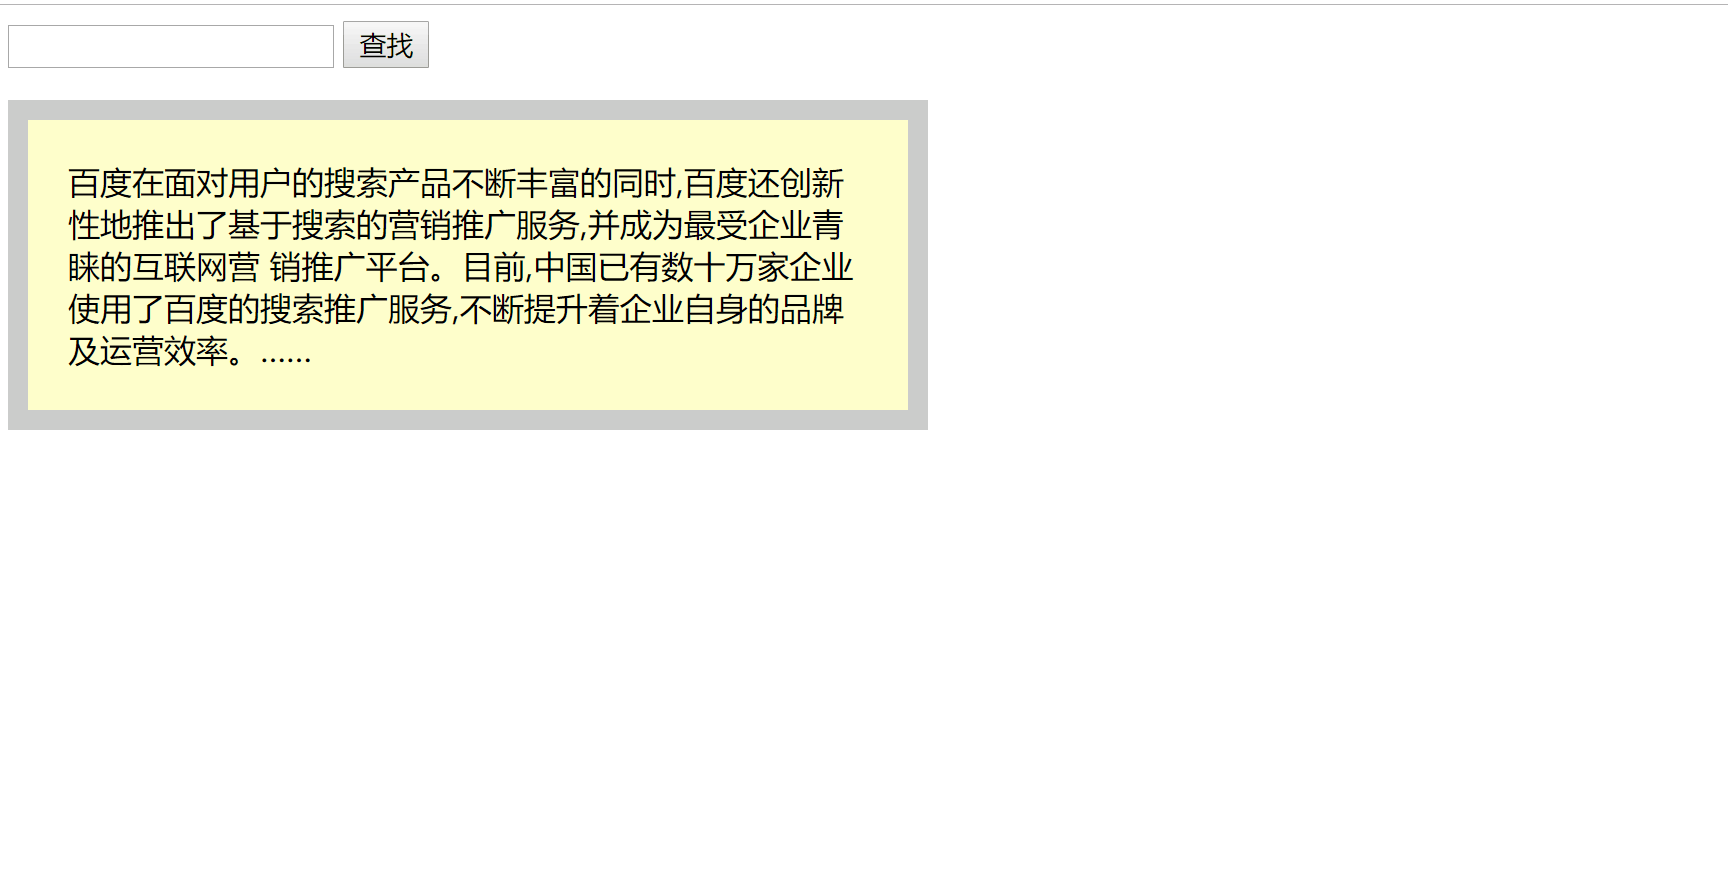 查找
百度在面对用户的搜索产品不断丰富的同时,百度还创新
性地推出了基于搜索的营销推广服务,并成为最受企业青
睐的互联网营 销推广平台。目前,中国已有数十万家企业
使用了百度的搜索推广服务,不断提升着企业自身的品牌
及运营效率。......